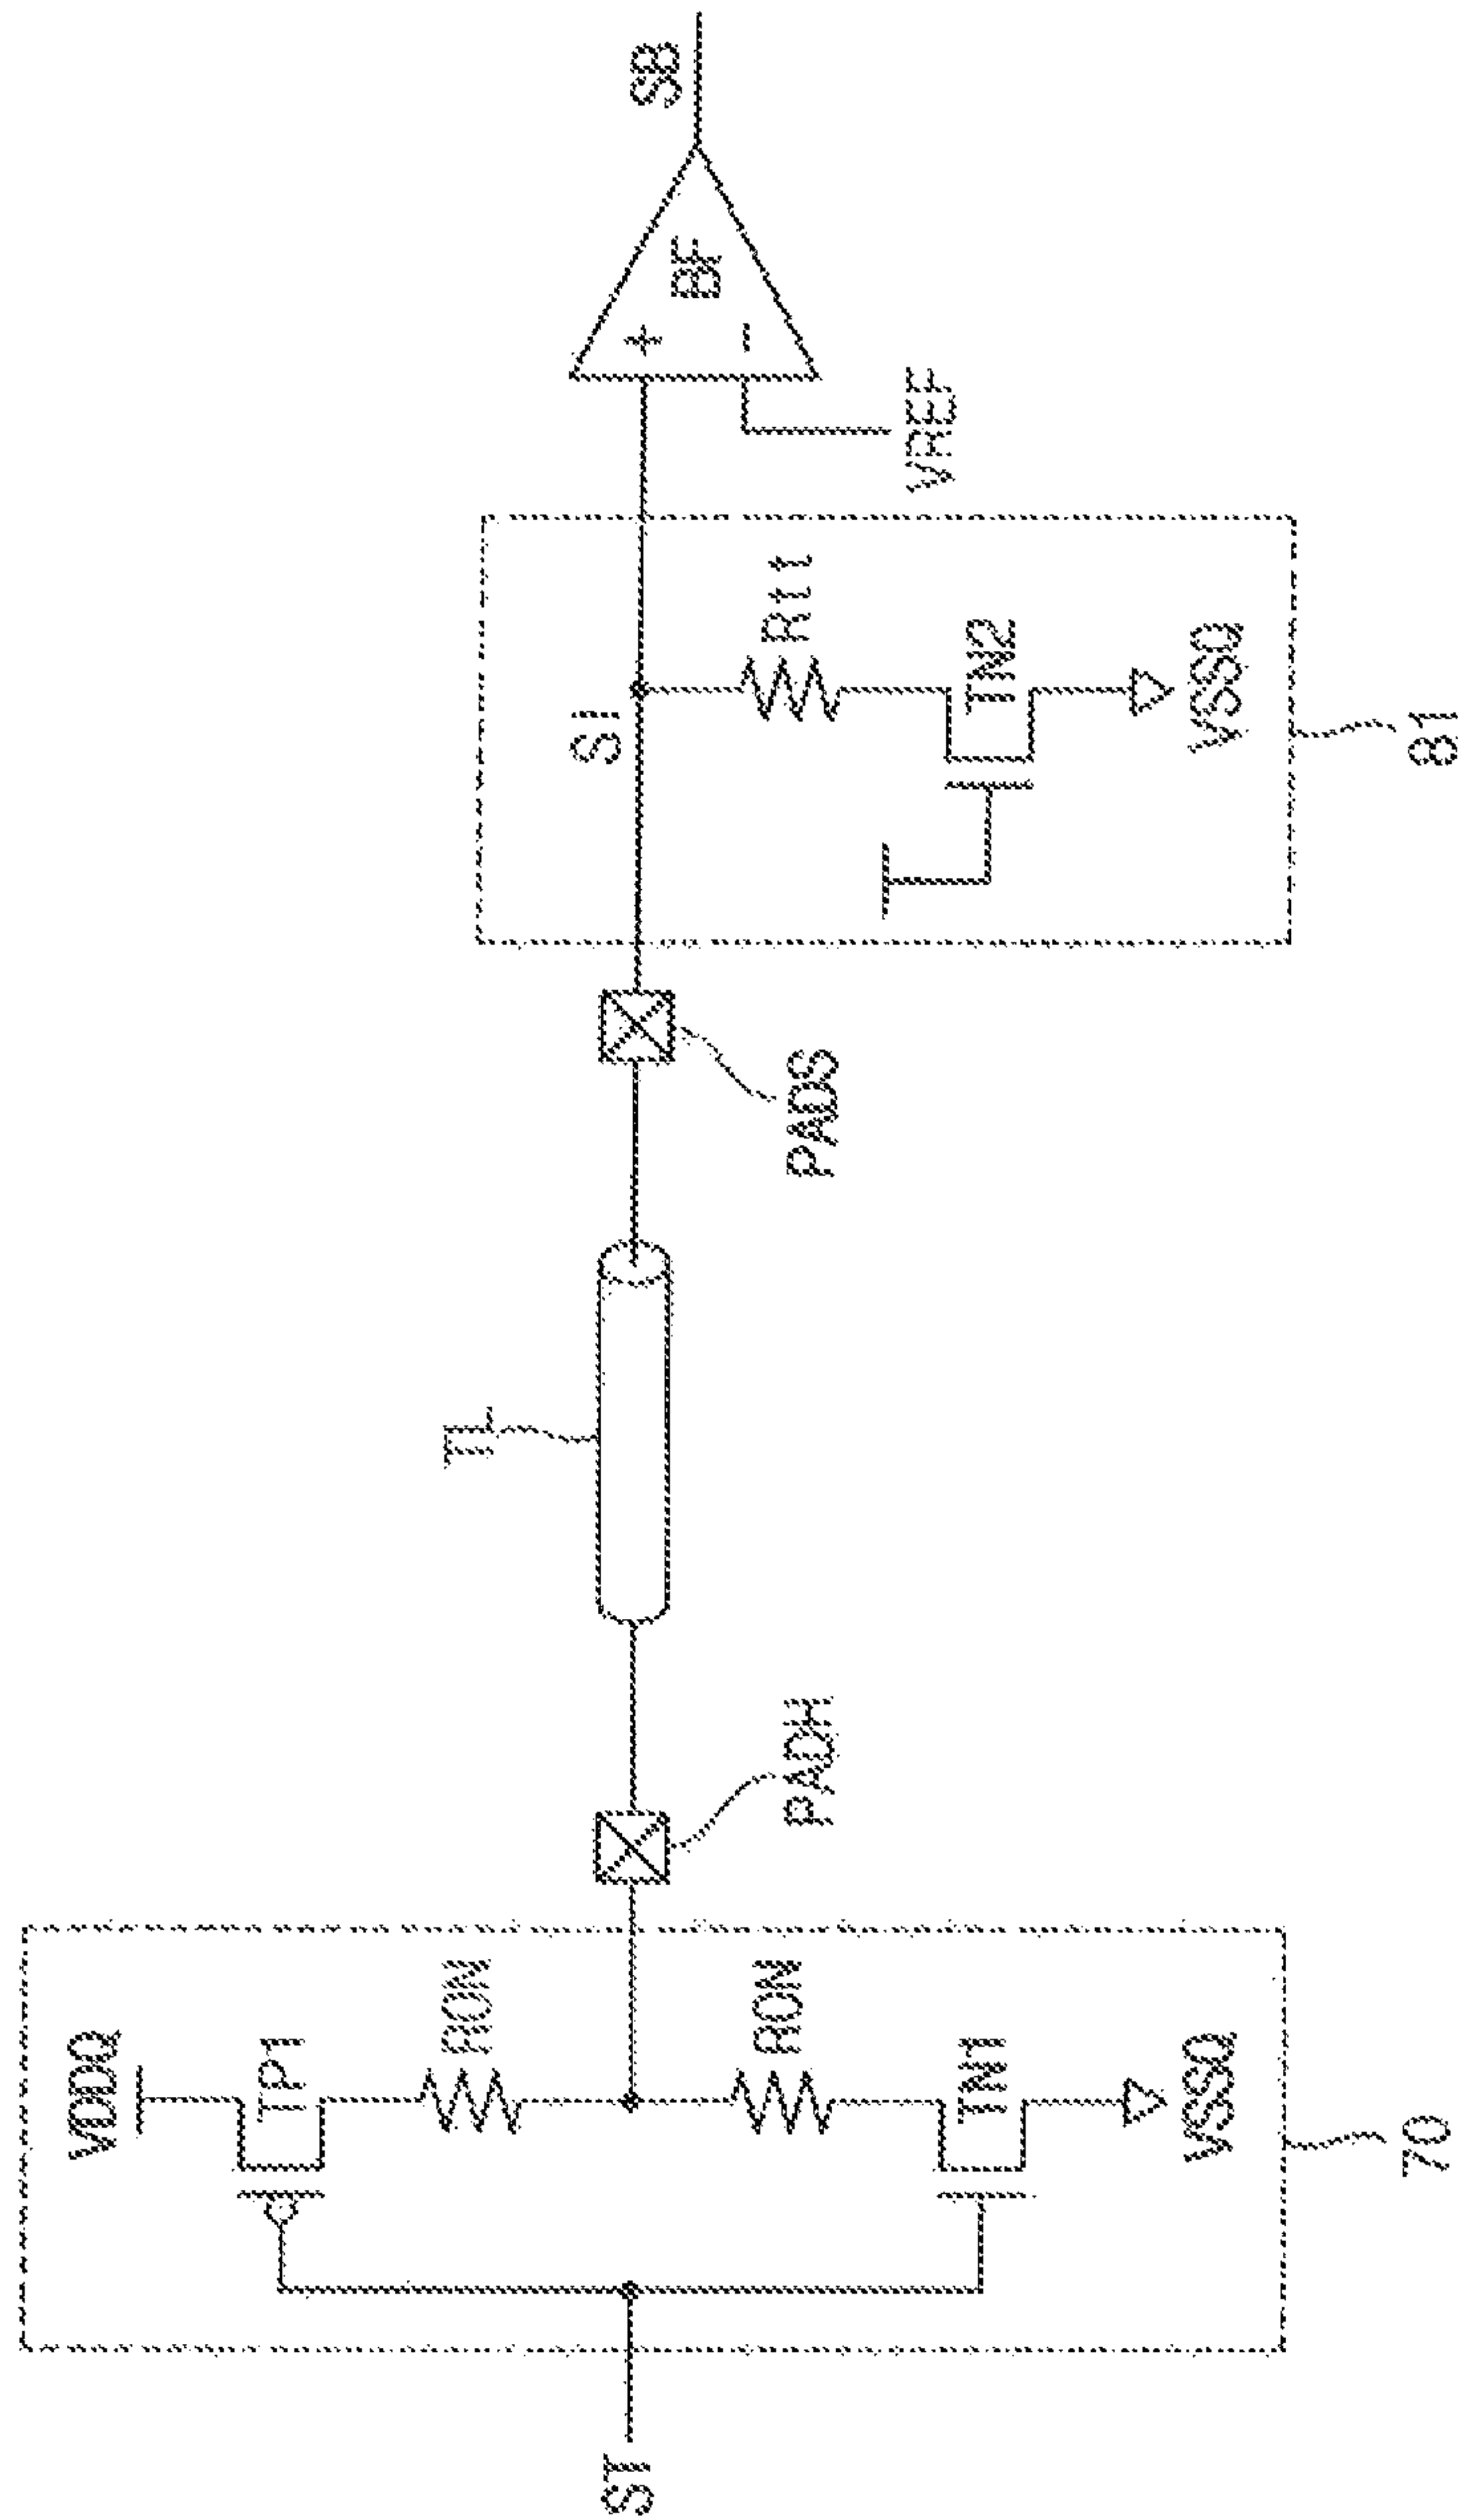 ST
VDDQ
TP1
RON
RON
TN1
VSSQ
70
PADH
TL
PADS
SI
Rtt
TN2
VSSQ
81
VREF
+
BF
−
SB